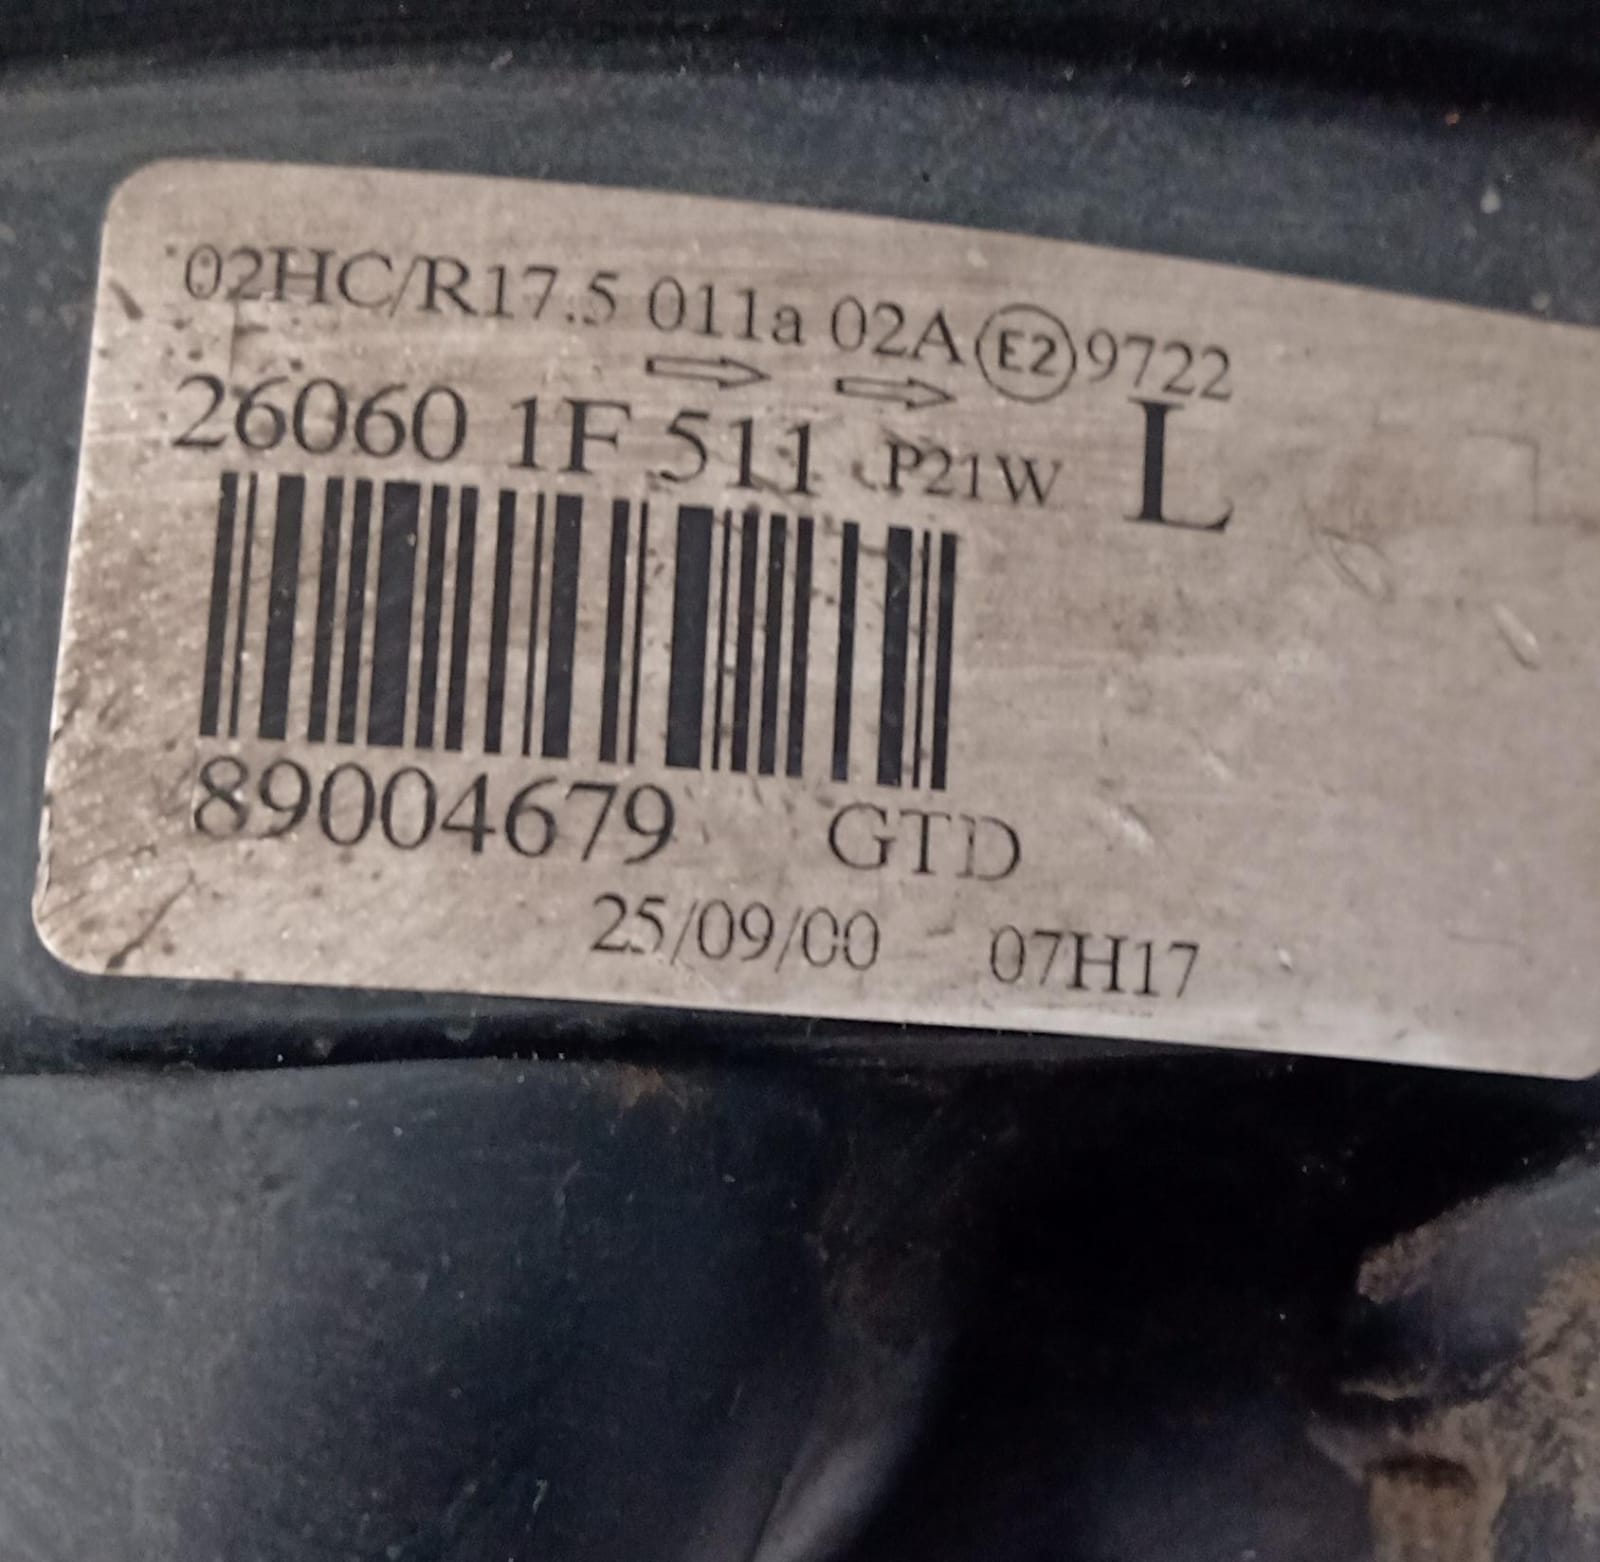 02HC/R17.5 011a 02A E2 9722
26060 1F 511 P21W L
89004679 GTD
25/09/00 - 07H17